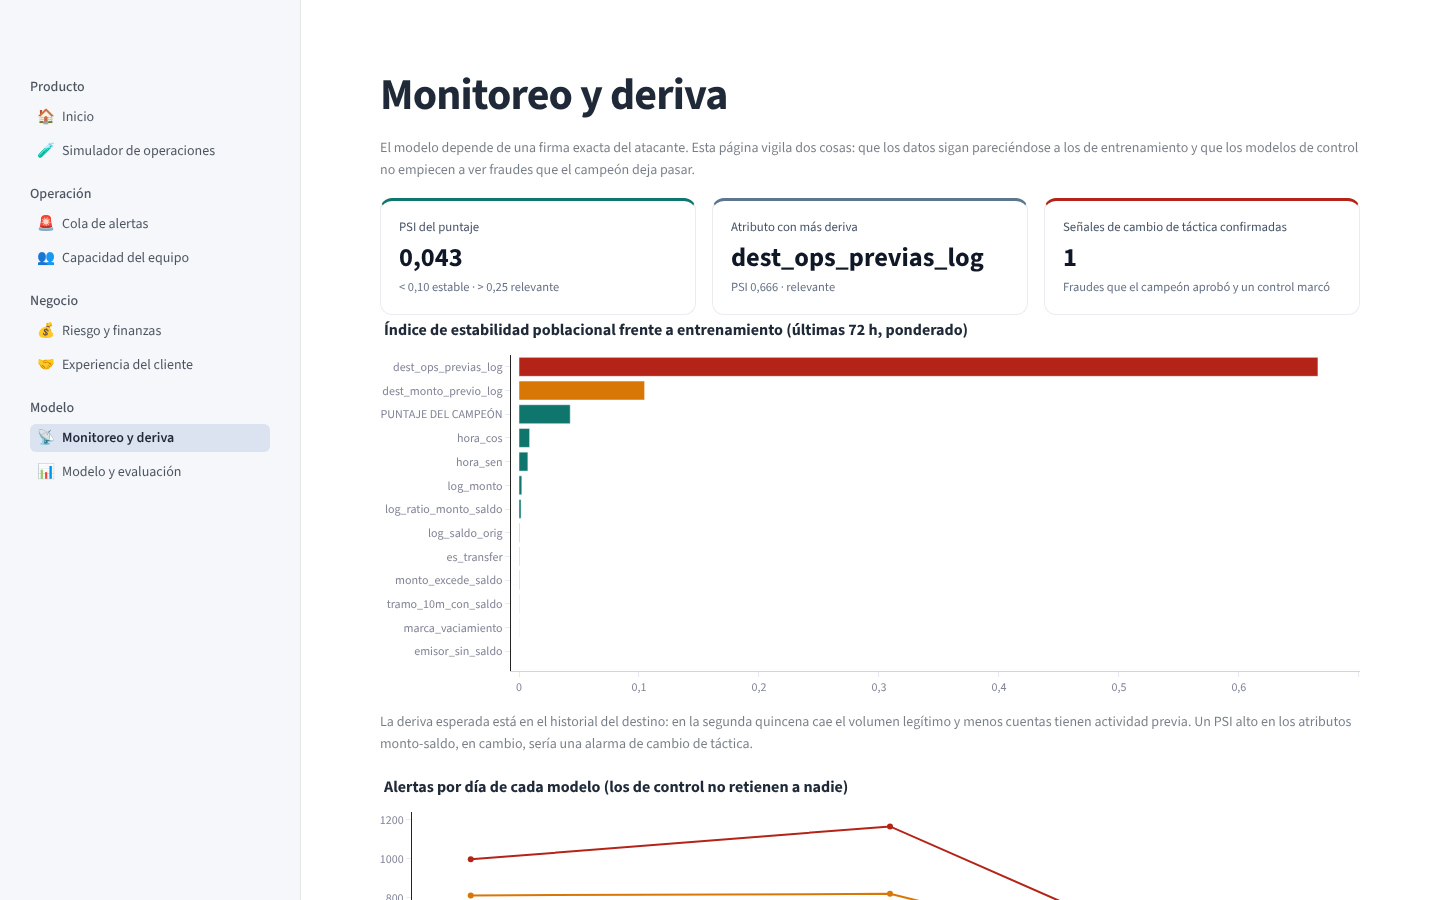 Producto
🏠 Inicio
🧪 Simulador de operaciones
Operación
🚨 Cola de alertas
👥 Capacidad del equipo
Negocio
💰 Riesgo y finanzas
🤝 Experiencia del cliente
Modelo
📡 Monitoreo y deriva
📊 Modelo y evaluación
Monitoreo y deriva
El modelo depende de una firma exacta del atacante. Esta página vigila dos cosas: que los datos sigan pareciéndose a los de entrenamiento y que los modelos de control
no empiecen a ver fraudes que el campeón deja pasar.
PSI del puntaje
0,043
< 0,10 estable · > 0,25 relevante
Atributo con más deriva
dest_ops_previas_log
PSI 0,666 · relevante
Señales de cambio de táctica confirmadas
1
Fraudes que el campeón aprobó y un control marcó
Índice de estabilidad poblacional frente a entrenamiento (últimas 72 h, ponderado)
dest_ops_previas_log
dest_monto_previo_log
PUNTAJE DEL CAMPEÓN
hora_cos
hora_sen
log_monto
log_ratio_monto_saldo
log_saldo_orig
es_transfer
monto_excede_saldo
tramo_10m_con_saldo
marca_vaciamiento
emisor_sin_saldo
0 0,1 0,2 0,3 0,4 0,5 0,6
La deriva esperada está en el historial del destino: en la segunda quincena cae el volumen legítimo y menos cuentas tienen actividad previa. Un PSI alto en los atributos
monto-saldo, en cambio, sería una alarma de cambio de táctica.
Alertas por día de cada modelo (los de control no retienen a nadie)
1200
1000
800